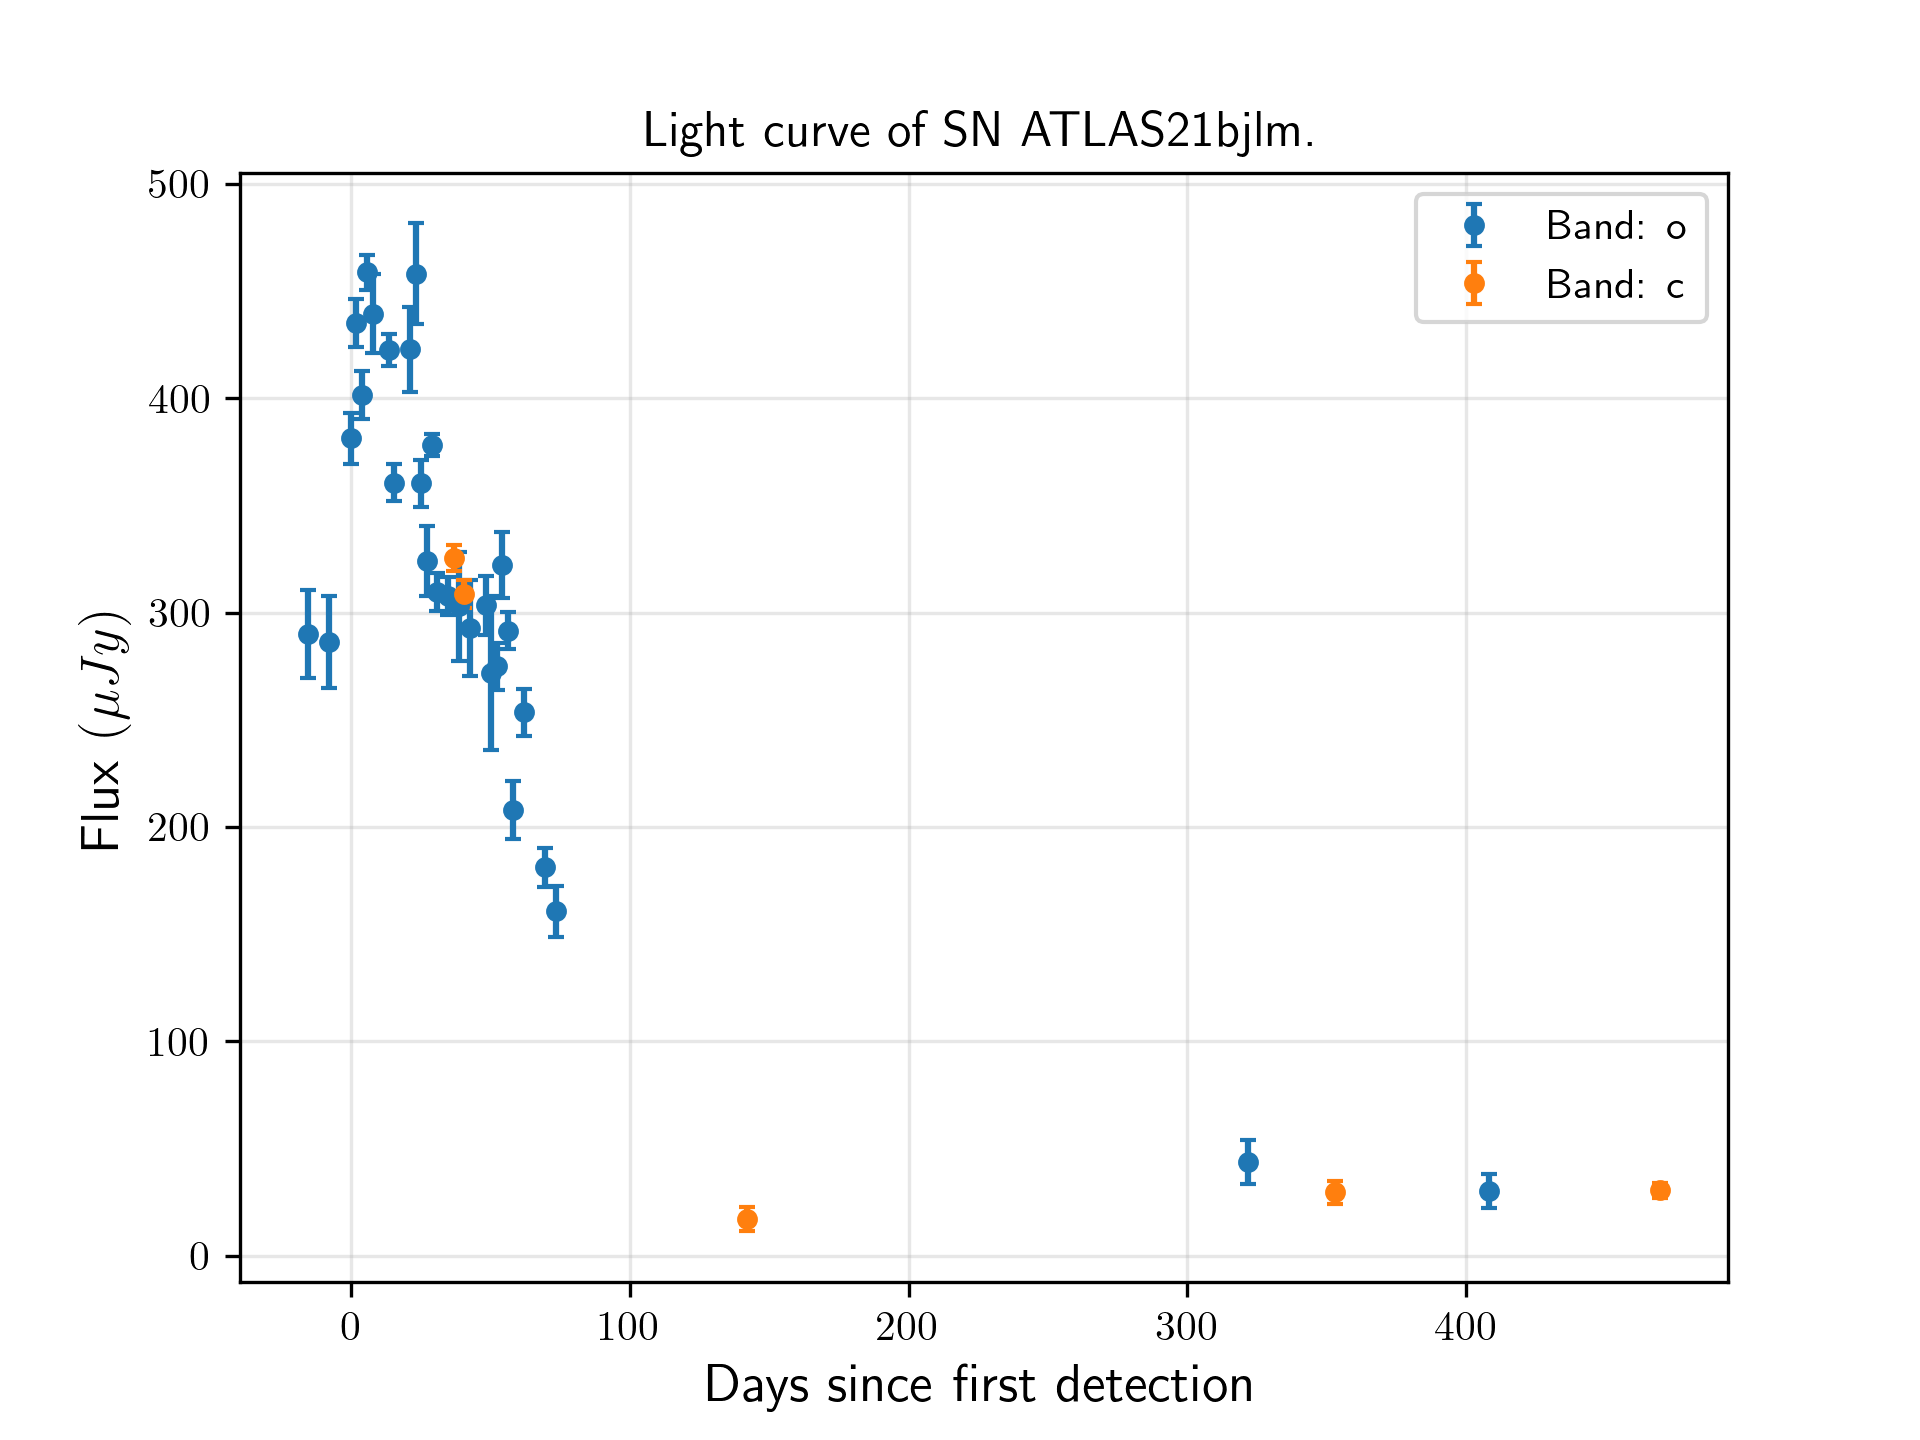 Light curve of SN ATLAS21bjlm.
500
400
300
200
100
0
Flux (μJy)
Band: o
Band: c
0 100 200 300 400
Days since first detection